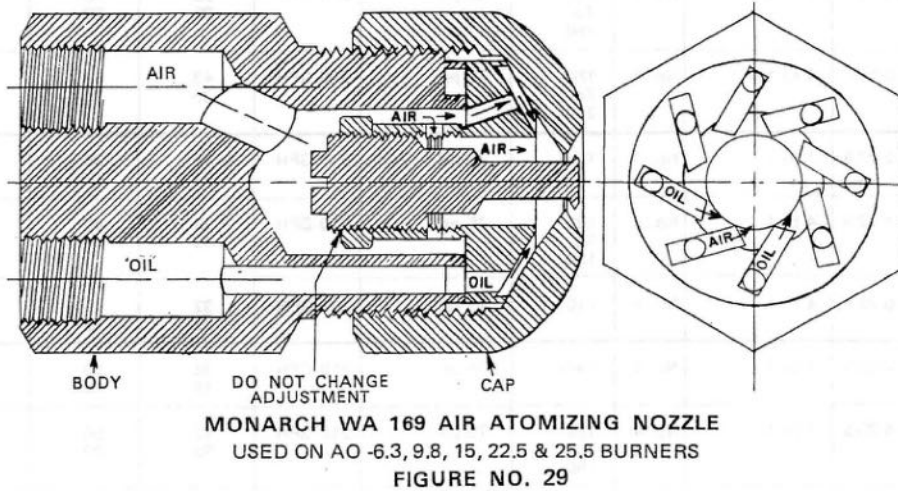 AIR
AIR
AIR
OIL
OIL
BODY
DO NOT CHANGE
ADJUSTMENT
CAP
OIL
AIR
OIL
MONARCH WA 169 AIR ATOMIZING NOZZLE
USED ON AO -6.3, 9.8, 15, 22.5 & 25.5 BURNERS
FIGURE NO. 29